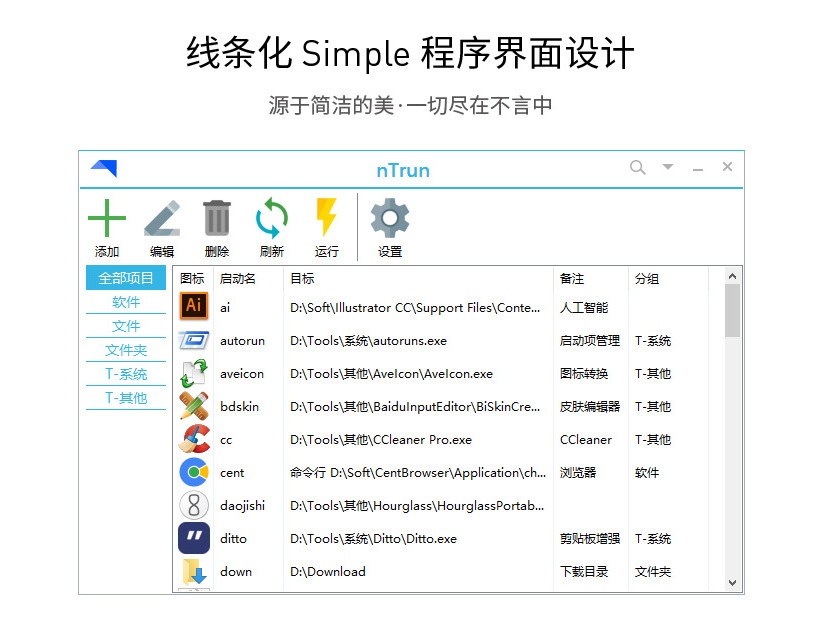 线条化 Simple 程序界面设计
源于简洁的美·一切尽在不言中
nTrun
添加 编辑 删除 刷新 运行 设置
全部项目
软件
文件
文件夹
T-系统
T-其他
图标 启动名 目标 备注 分组
Ai ai D:\Soft\Illustrator CC\Support Files\Conte... 人工智能
autorun D:\Tools\系统\autoruns.exe 启动项管理 T-系统
aveicon D:\Tools\其他\AveIcon\AveIcon.exe 图标转换 T-其他
bdskin D:\Tools\其他\BaiduInputEditor\BiSkinCre... 皮肤编辑器 T-其他
cc D:\Tools\其他\CCleaner Pro.exe CCleaner T-其他
cent 命令行 D:\Soft\CentBrowser\Application\ch... 浏览器 软件
daojishi D:\Tools\其他\Hourglass\HourglassPortab...
ditto D:\Tools\系统\Ditto\Ditto.exe 剪贴板增强 T-系统
down D:\Download 下载目录 文件夹